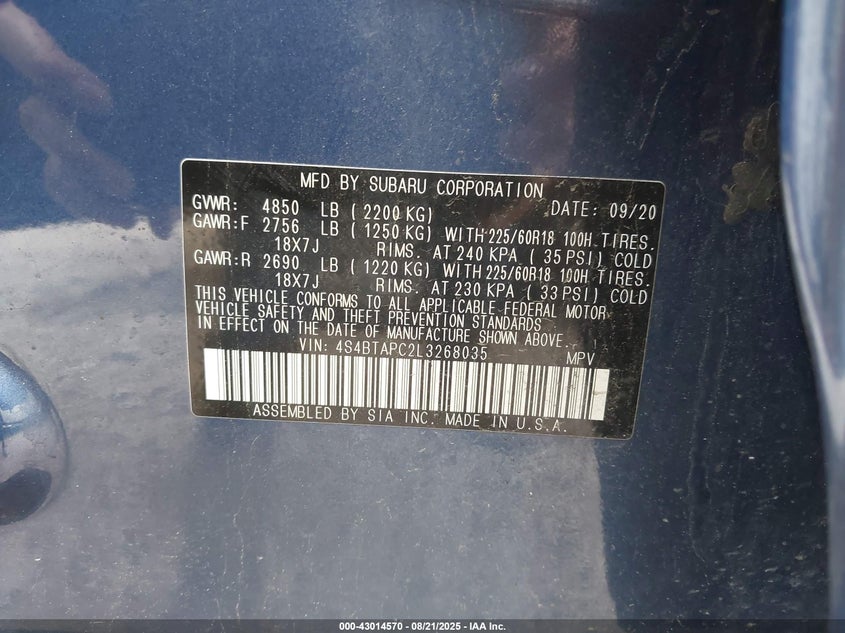 MFD BY SUBARU CORPORATION DATE: 09/20
GVWR: 4850 LB ( 2200 KG)
GAWR:F 2756 LB ( 1250 KG) WITH 225/60R18 100H TIRES.
18X7J RIMS. AT 240 KPA ( 35 PSI) COLD
GAWR:R 2690 LB ( 1220 KG) WITH 225/60R18 100H TIRES.
18X7J RIMS. AT 230 KPA ( 33 PSI) COLD
THIS VEHICLE CONFORMS TO ALL APPLICABLE FEDERAL MOTOR
VEHICLE SAFETY AND THEFT PREVENTION STANDARDS
IN EFFECT ON THE DATE OF MANUFACTURE SHOWN ABOVE.
VIN: 4S4BTAPC2L3268035 MPV
ASSEMBLED BY SIA INC. MADE IN U.S.A.
000-43014570 - 08/21/2025 - IAA Inc.